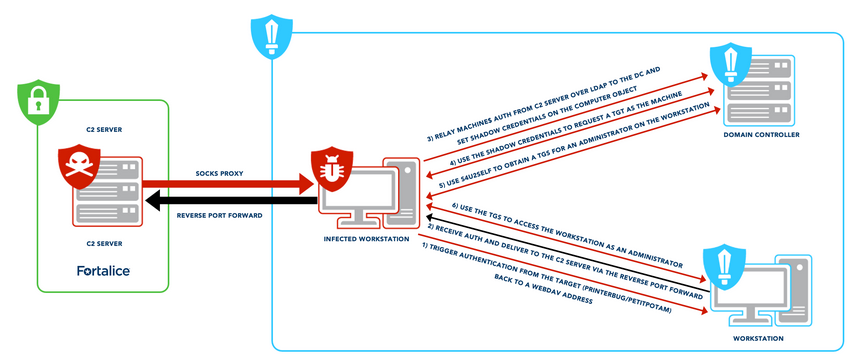 C2 SERVER
C2 SERVER
Fortalice
SOCKS PROXY
REVERSE PORT FORWARD
INFECTED WORKSTATION
3) RELAY MACHINE$ AUTH FROM C2 SERVER OVER LDAP TO THE DC AND
SET SHADOW CREDENTIALS ON THE COMPUTER OBJECT
4) USE THE SHADOW CREDENTIALS TO REQUEST A TGT AS THE MACHINE
5) USE S4U2SELF TO OBTAIN A TGS FOR AN ADMINISTRATOR ON THE WORKSTATION
DOMAIN CONTROLLER
6) USE THE TGS TO ACCESS THE WORKSTATION AS AN ADMINISTRATOR
2) RECEIVE AUTH AND DELIVER TO THE C2 SERVER VIA THE REVERSE PORT FORWARD
1) TRIGGER AUTHENTICATION FROM THE TARGET (PRINTERBUG/PETITPOTAM)
BACK TO A WEBDAV ADDRESS
WORKSTATION